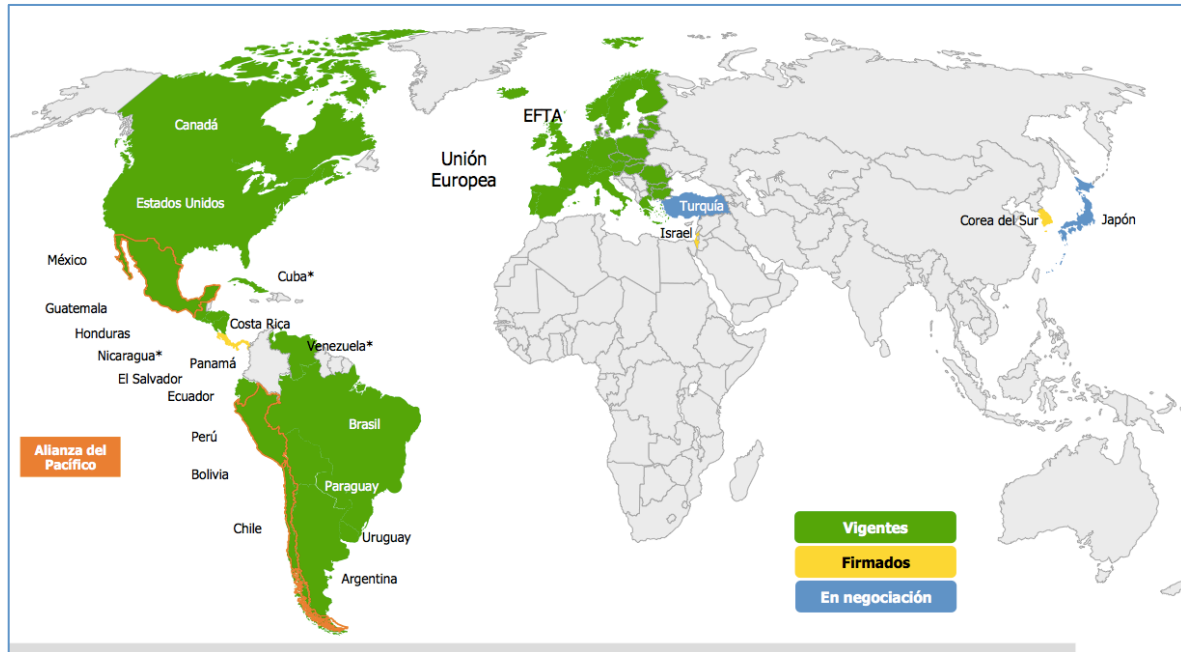 Canadá
EFTA
Unión
Europea
Estados Unidos
Turquía
Corea del Sur
Japón
Israel
México
Cuba*
Guatemala
Costa Rica
Honduras
Venezuela*
Nicaragua*
Panamá
El Salvador
Ecuador
Brasil
Perú
Alianza del
Pacífico
Bolivia
Paraguay
Chile
Uruguay
Argentina
Vigentes
Firmados
En negociación